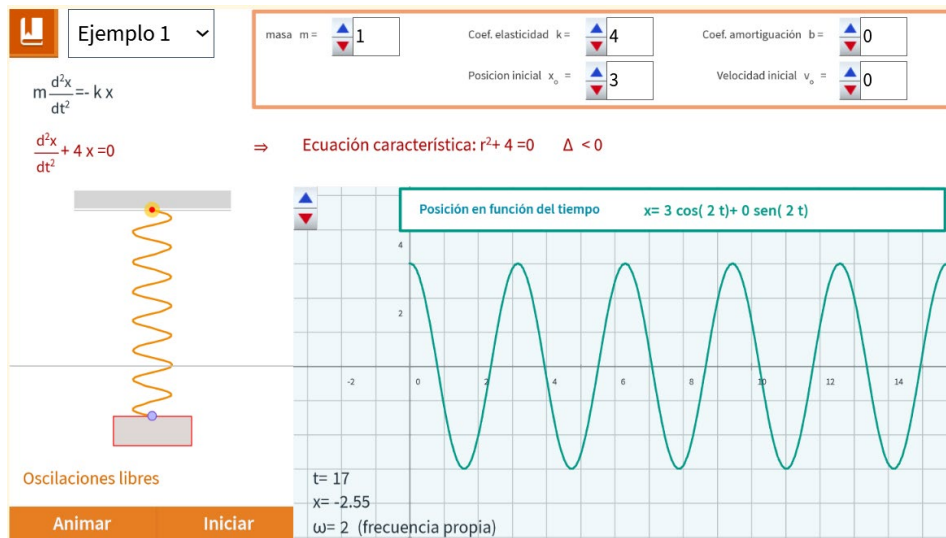 Ejemplo 1
masa m = 1
Coef. elasticidad k = 4
Coef. amortiguación b = 0
Posicion inicial x₀ = 3
Velocidad inicial v₀ = 0
m d²x/dt² =- k x
d²x/dt² + 4 x =0
⇒ Ecuación característica: r²+ 4 =0 Δ < 0
Posición en función del tiempo x= 3 cos( 2 t)+ 0 sen( 2 t)
4
2
-2 0 2 4 6 8 10 12 14
t= 17
x= -2.55
ω= 2 (frecuencia propia)
Oscilaciones libres
Animar Iniciar